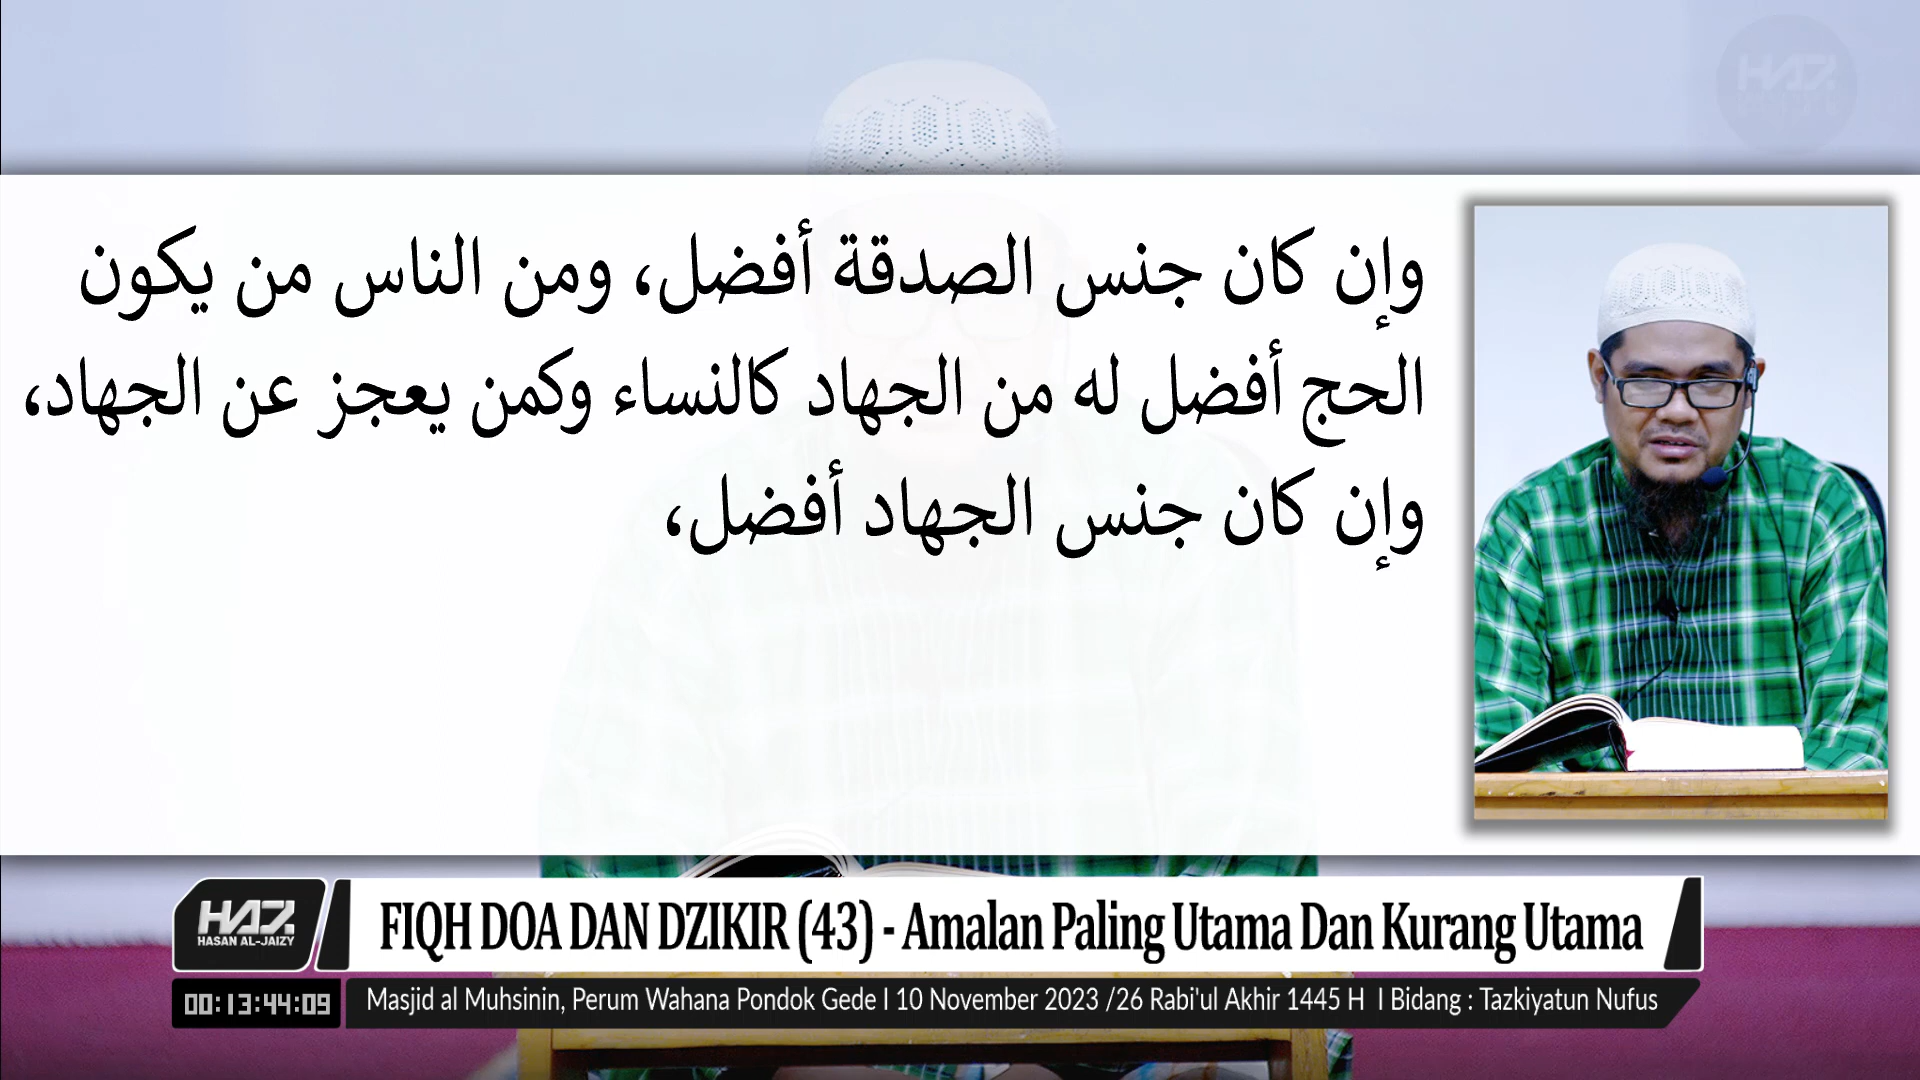 وإن كان جنس الصدقة أفضل، ومن الناس من يكون
الحج أفضل له من الجهاد كالنساء وكمن يعجز عن الجهاد،
وإن كان جنس الجهاد أفضل،
HAZ
HASAN AL-JAIZY
FIQH DOA DAN DZIKIR (43) - Amalan Paling Utama Dan Kurang Utama
00:13:44:09
Masjid al Muhsinin, Perum Wahana Pondok Gede I 10 November 2023 /26 Rabi'ul Akhir 1445 H I Bidang : Tazkiyatun Nufus